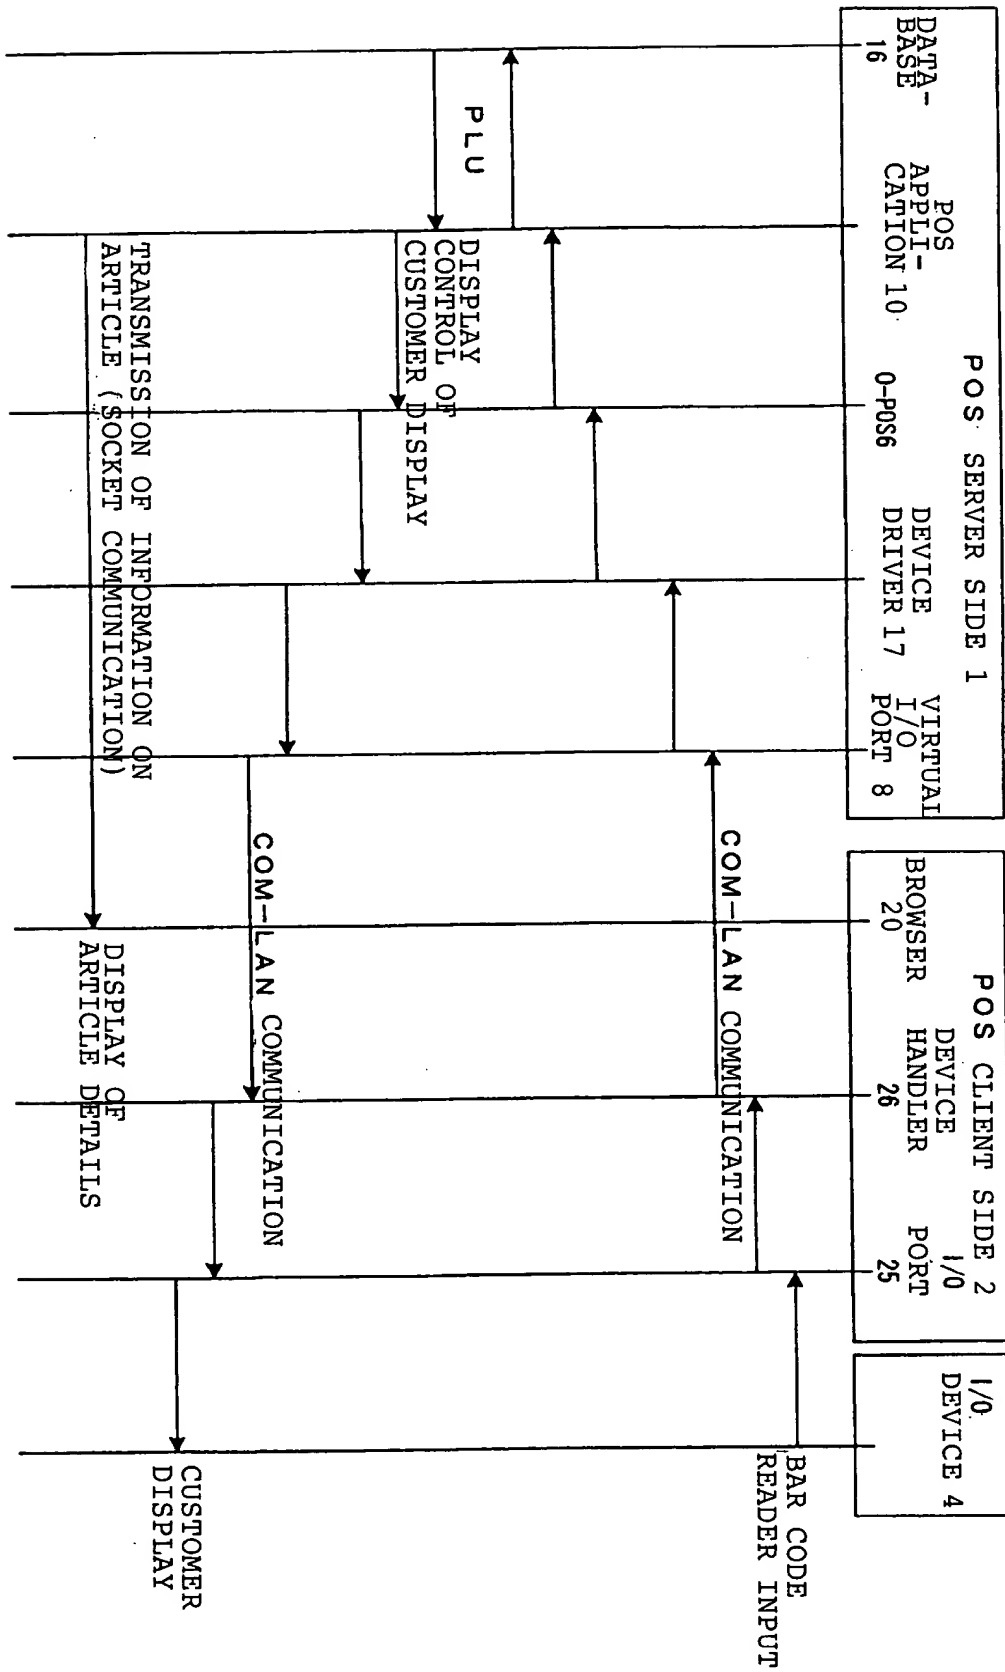 POS SERVER SIDE 1
DATA-
BASE
16
POS
APPLI-
CATION 10
O-POS6
DEVICE
DRIVER 17
VIRTUAL
I/O
PORT 8
POS CLIENT SIDE 2
BROWSER
20
DEVICE
HANDLER
26
I/O
PORT
25
I/O
DEVICE 4
BAR CODE
READER INPUT
COM-LAN COMMUNICATION
PLU
DISPLAY
CONTROL OF
CUSTOMER DISPLAY
COM-LAN COMMUNICATION
CUSTOMER
DISPLAY
TRANSMISSION OF INFORMATION ON
ARTICLE (SOCKET COMMUNICATION)
DISPLAY OF
ARTICLE DETAILS